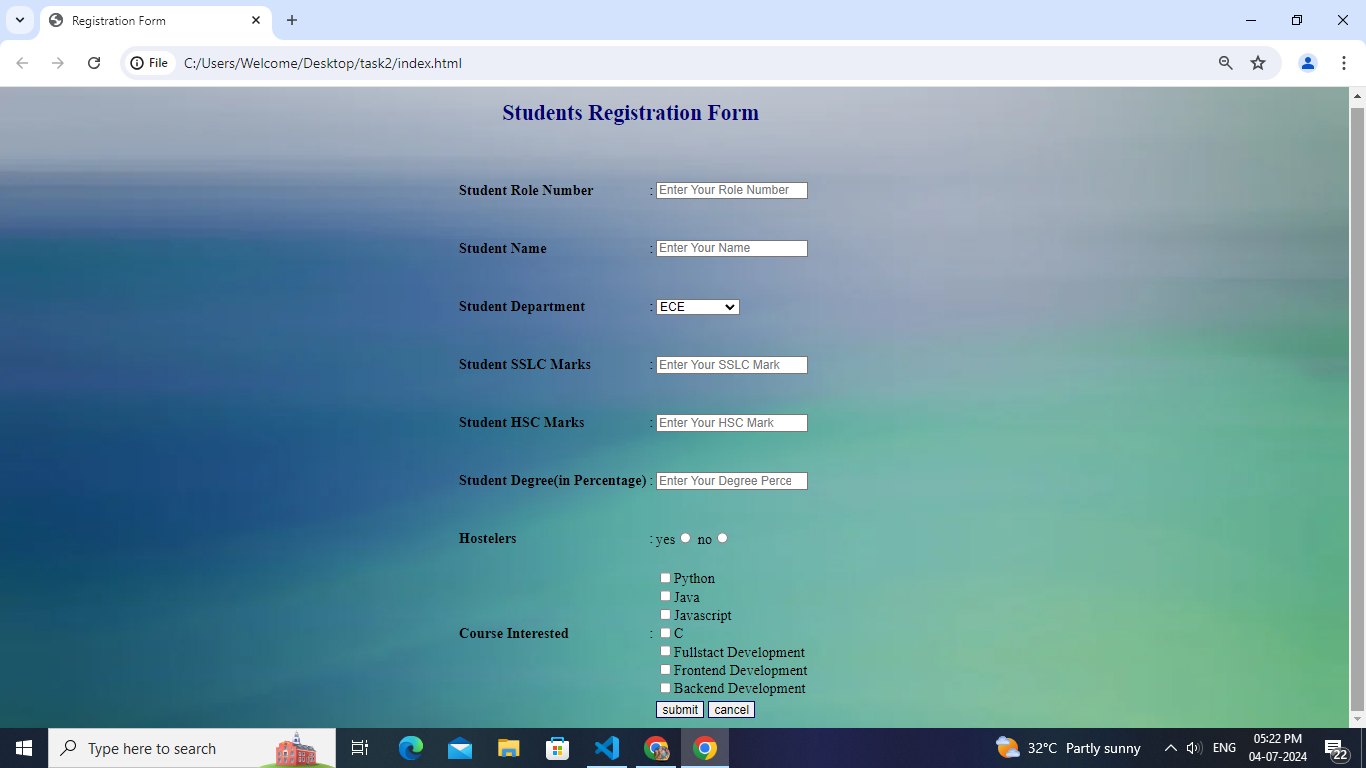 Registration Form
File C:/Users/Welcome/Desktop/task2/index.html
Students Registration Form
Student Role Number : Enter Your Role Number
Student Name : Enter Your Name
Student Department : ECE
Student SSLC Marks : Enter Your SSLC Mark
Student HSC Marks : Enter Your HSC Mark
Student Degree(in Percentage) : Enter Your Degree Perce
Hostelers : yes no
Python
Java
Javascript
Course Interested : C
Fullstact Development
Frontend Development
Backend Development
submit cancel
Type here to search 32°C Partly sunny ENG 05:22 PM
04-07-2024 22